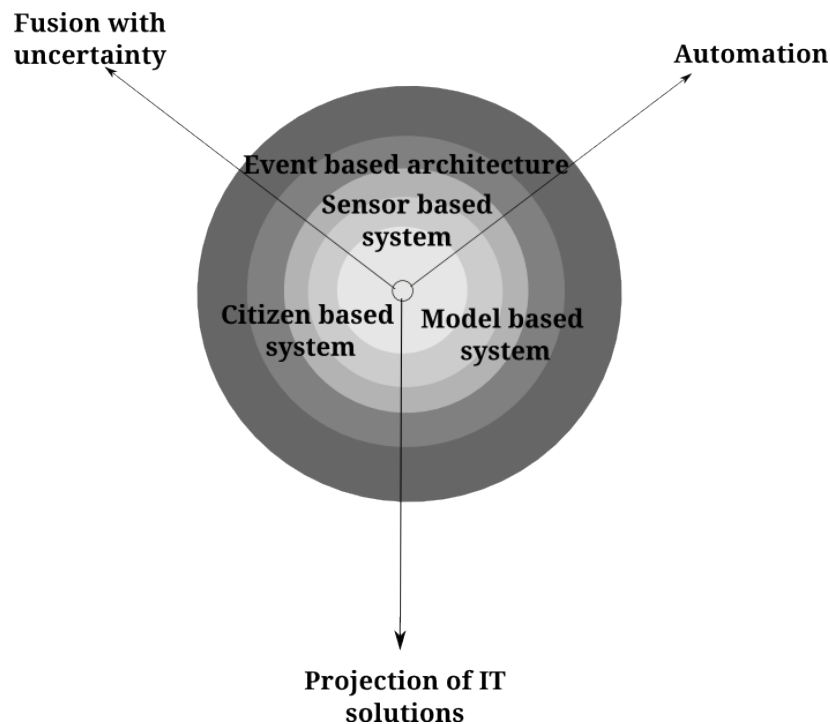 Fusion with
uncertainty
Automation
Event based architecture
Sensor based
system
Citizen based
system
Model based
system
Projection of IT
solutions